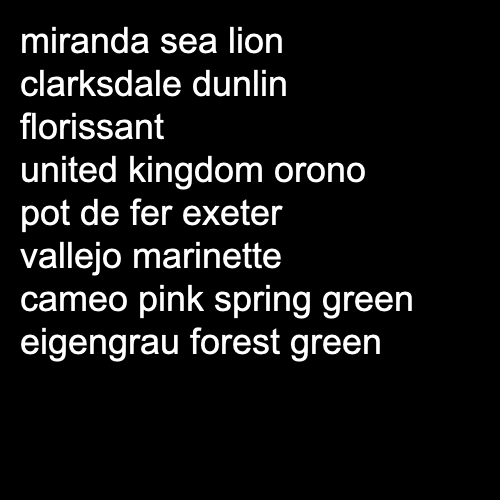 miranda sea lion
clarksdale dunlin
florissant
united kingdom orono
pot de fer exeter
vallejo marinette
cameo pink spring green
eigengrau forest green